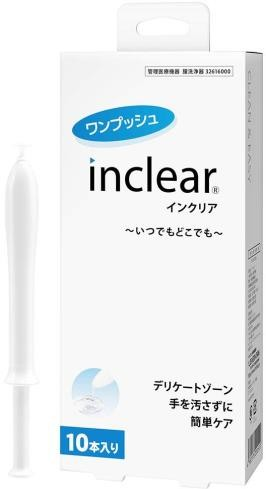 管理医療機器 膣洗浄器 32616000
ワンプッシュ
inclear®
インクリア
～いつでもどこでも～
デリケートゾーン
手を汚さずに
簡単ケア
10本入り
CLEAN & EASY